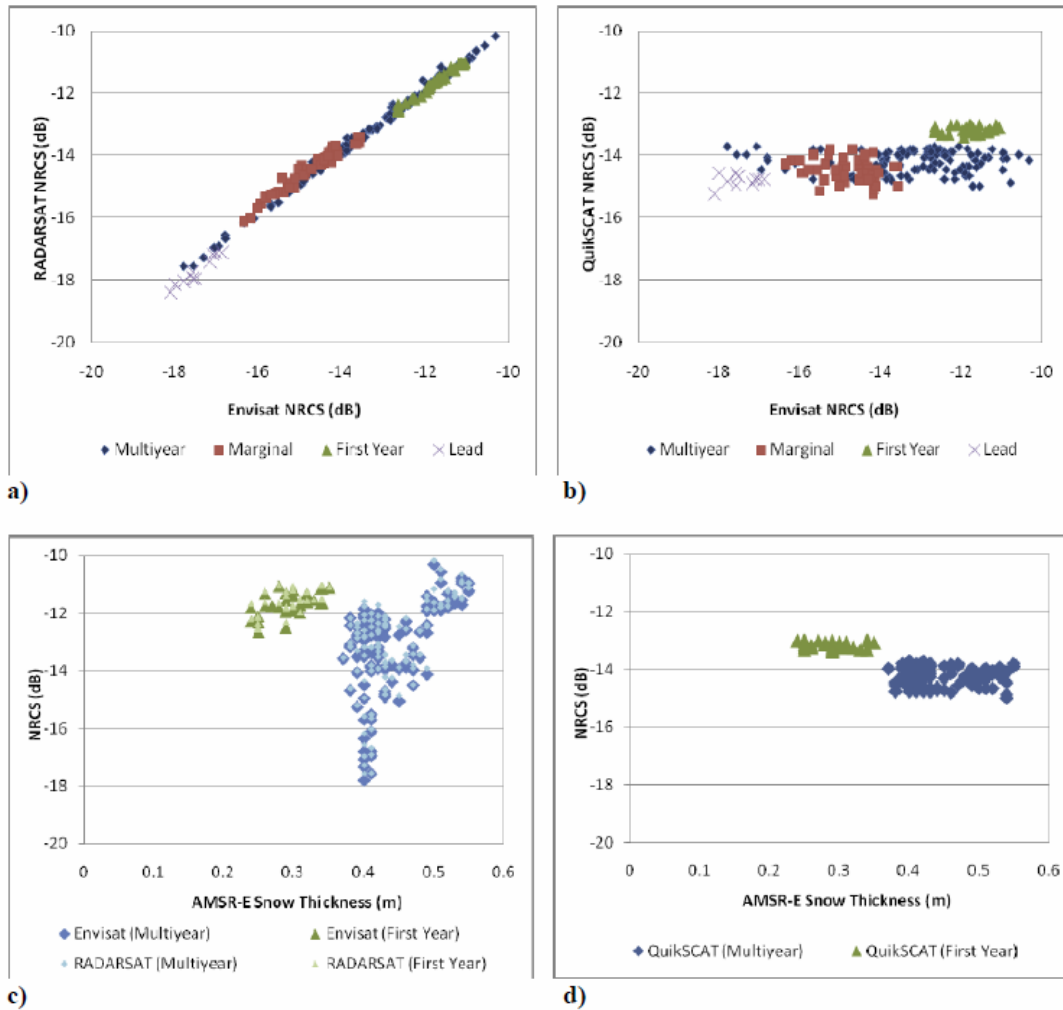 -10
-12
-14
-16
-18
-20
RADARSAT NRCS (dB)
-20 -18 -16 -14 -12 -10
Envisat NRCS (dB)
Multiyear Marginal First Year Lead
a)
-10
-12
-14
-16
-18
-20
QuikSCAT NRCS (dB)
-20 -18 -16 -14 -12 -10
Envisat NRCS (dB)
Multiyear Marginal First Year Lead
b)
-10
-12
-14
-16
-18
-20
NRCS (dB)
0 0.1 0.2 0.3 0.4 0.5 0.6
AMSR-E Snow Thickness (m)
Envisat (Multiyear) Envisat (First Year)
RADARSAT (Multiyear) RADARSAT (First Year)
c)
-10
-12
-14
-16
-18
-20
NRCS (dB)
0 0.1 0.2 0.3 0.4 0.5 0.6
AMSR-E Snow Thickness (m)
QuikSCAT (Multiyear) QuikSCAT (First Year)
d)